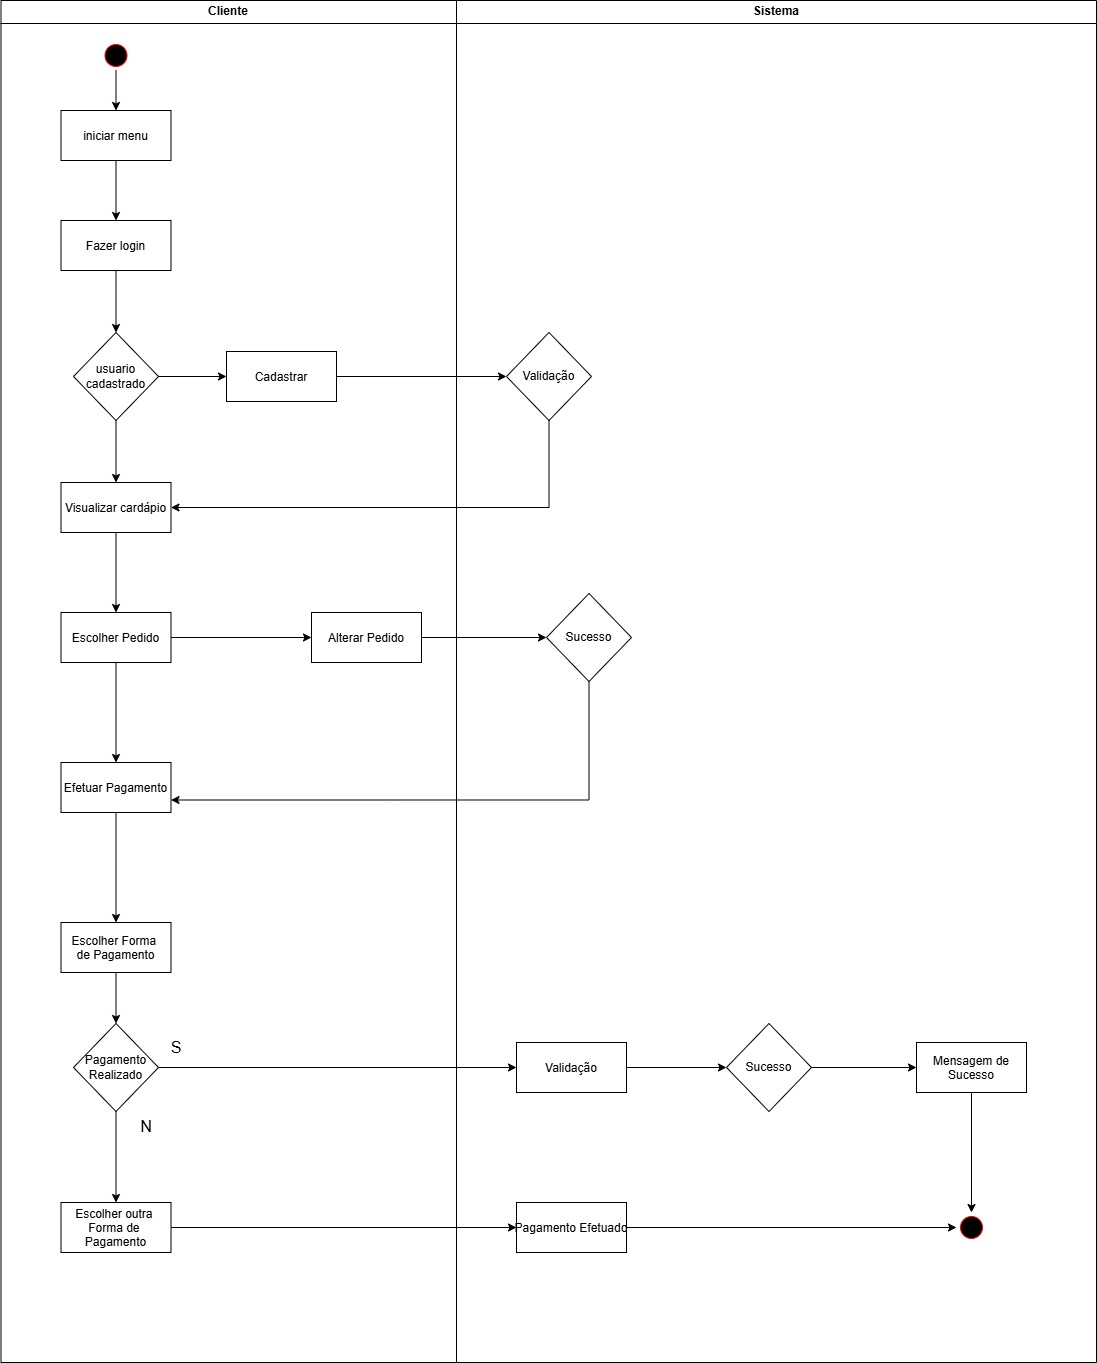 Cliente
Sistema
iniciar menu
Fazer login
usuario
cadastrado
Cadastrar
Validação
Visualizar cardápio
Escolher Pedido
Alterar Pedido
Sucesso
Efetuar Pagamento
Escolher Forma
de Pagamento
Pagamento
Realizado
S
Validação
Sucesso
Mensagem de
Sucesso
N
Escolher outra
Forma de
Pagamento
Pagamento Efetuado